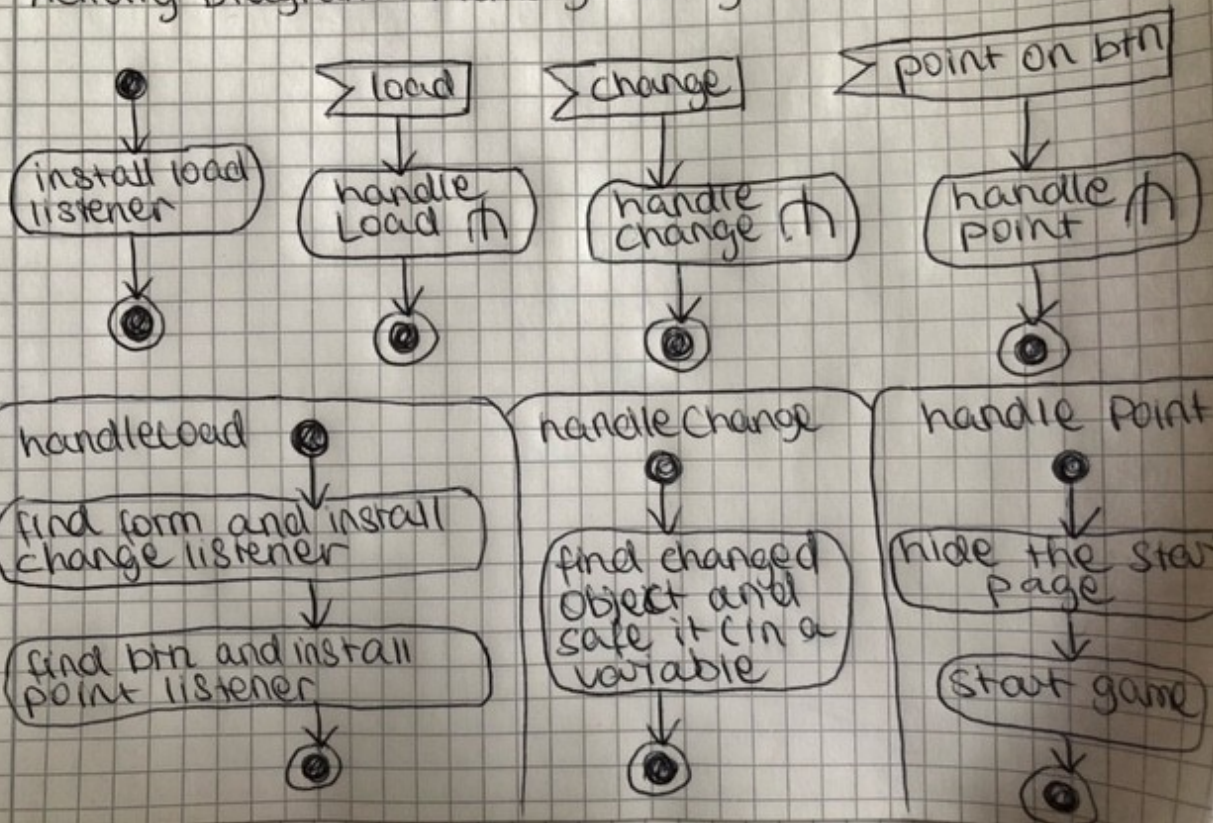 load
change
point on btn
install load
listener
handle
Load
handle
change
handle
point
handleLoad
find form and install
change listener
find btn and install
point listener
handleChange
find changed
object and
safe it (in a
variable
handle Point
hide the
page
start game